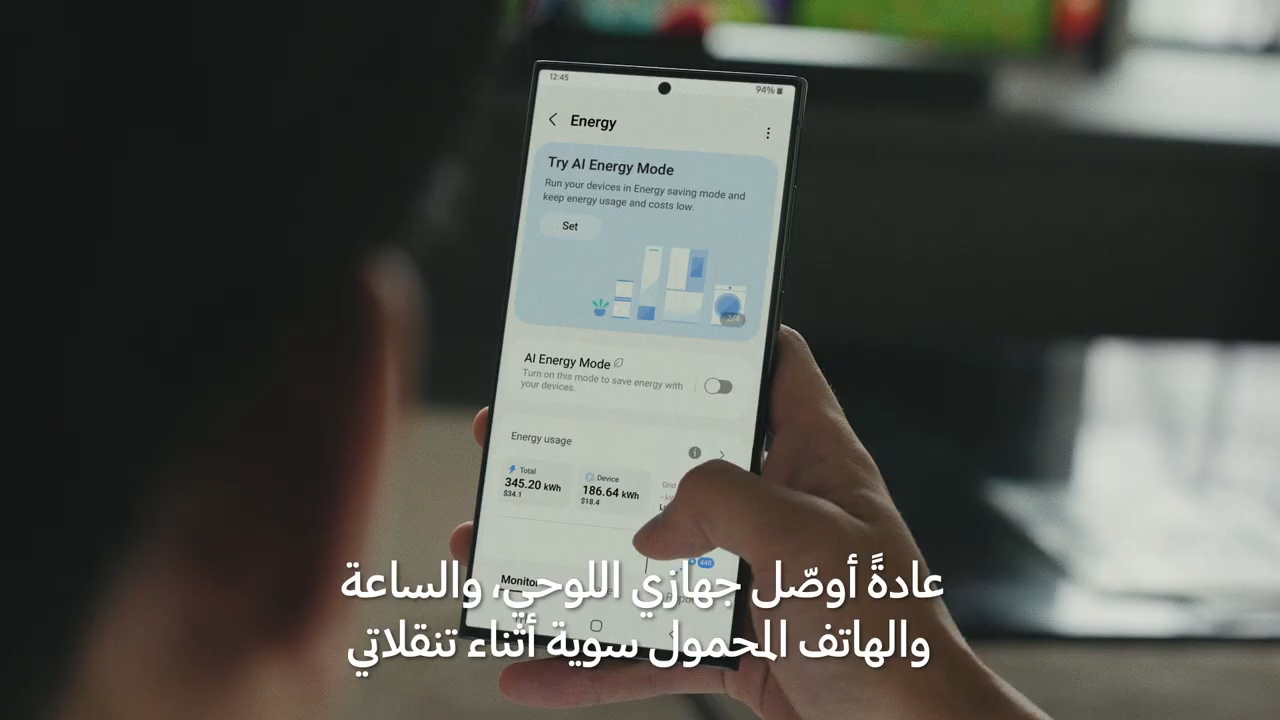 12:45
94%
Energy
Try AI Energy Mode
Run your devices in Energy saving mode and
keep energy usage and costs low.
Set
2/4
AI Energy Mode
Turn on this mode to save energy with
your devices.
Energy usage
Total
345.20 kWh
$34.1
Device
186.64 kWh
$18.4
Grid
440
عادةً أوصّل جهازي اللوحي، والساعة
والهاتف المحمول سوية أثناء تنقلاتي